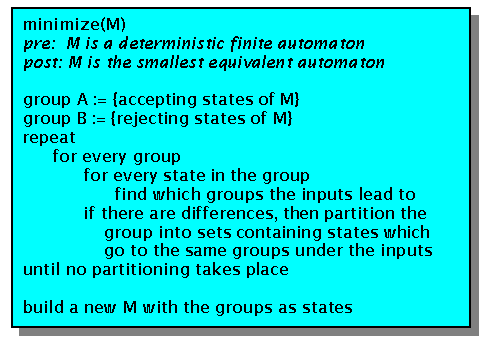 minimize(M)
pre: M is a deterministic finite automaton
post: M is the smallest equivalent automaton
group A := {accepting states of M}
group B := {rejecting states of M}
repeat
for every group
for every state in the group
find which groups the inputs lead to
if there are differences, then partition the
group into sets containing states which
go to the same groups under the inputs
until no partitioning takes place
build a new M with the groups as states